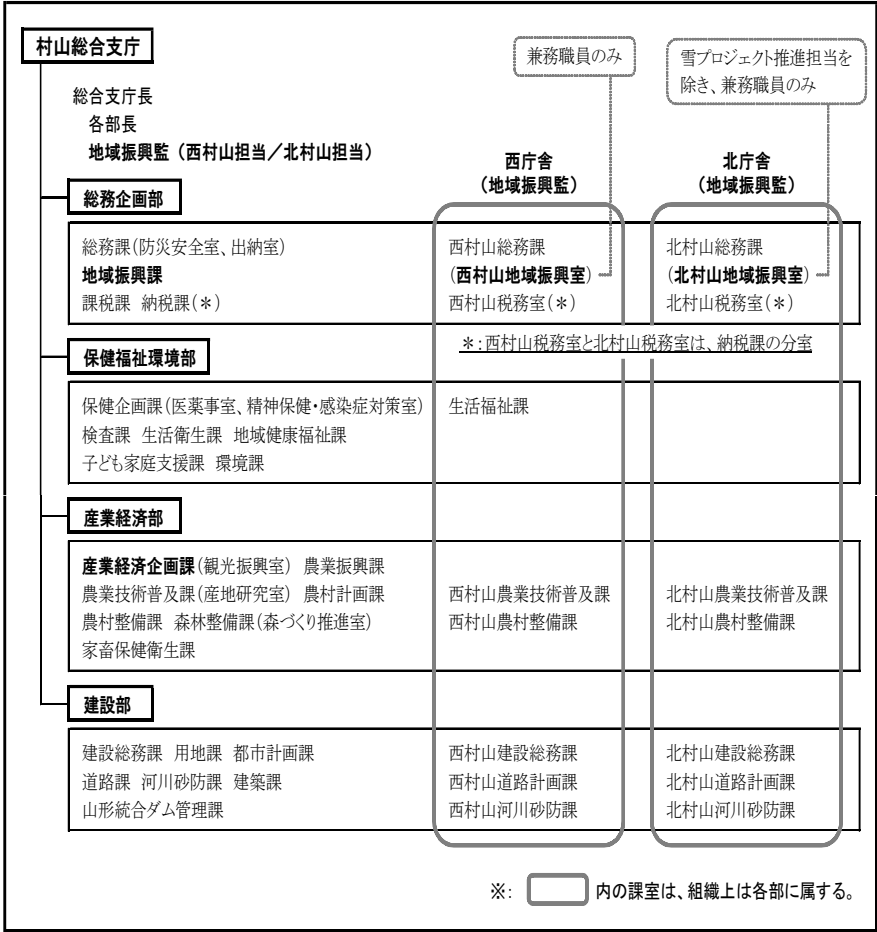 村山総合支庁
兼務職員のみ
雪プロジェクト推進担当を
除き、兼務職員のみ
総合支庁長
各部長
地域振興監（西村山担当／北村山担当）
西庁舎
（地域振興監）
北庁舎
（地域振興監）
総務企画部
総務課（防災安全室、出納室）
西村山総務課
北村山総務課
地域振興課
（西村山地域振興室）
（北村山地域振興室）
課税課 納税課（＊）
西村山税務室（＊）
北村山税務室（＊）
＊：西村山税務室と北村山税務室は、納税課の分室
保健福祉環境部
保健企画課（医薬事室、精神保健・感染症対策室）
生活福祉課
検査課 生活衛生課 地域健康福祉課
子ども家庭支援課 環境課
産業経済部
産業経済企画課（観光振興室） 農業振興課
農業技術普及課（産地研究室） 農村計画課
西村山農業技術普及課
北村山農業技術普及課
農村整備課 森林整備課（森づくり推進室）
西村山農村整備課
北村山農村整備課
家畜保健衛生課
建設部
建設総務課 用地課 都市計画課
西村山建設総務課
北村山建設総務課
道路課 河川砂防課 建築課
西村山道路計画課
北村山道路計画課
山形統合ダム管理課
西村山河川砂防課
北村山河川砂防課
※： 内の課室は、組織上は各部に属する。